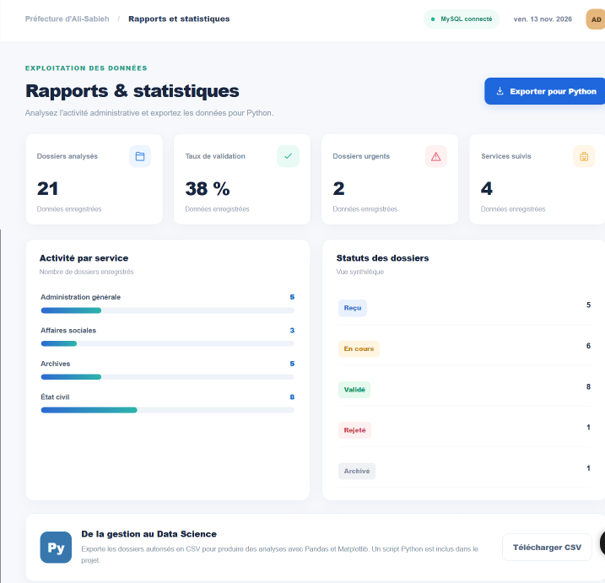 Préfecture d'Ali-Sabieh / Rapports et statistiques
MySQL connecté
ven. 13 nov. 2026
AD
EXPLOITATION DES DONNÉES
Rapports & statistiques
Analysez l'activité administrative et exportez les données pour Python.
Exporter pour Python
Dossiers analysés
21
Données enregistrées
Taux de validation
38 %
Données enregistrées
Dossiers urgents
2
Données enregistrées
Services suivis
4
Données enregistrées
Activité par service
Nombre de dossiers enregistrés
Administration générale 5
Affaires sociales 3
Archives 5
État civil 8
Statuts des dossiers
Vue synthétique
Reçu 5
En cours 6
Validé 8
Rejeté 1
Archivé 1
Py
De la gestion au Data Science
Exporte les dossiers autorisés en CSV pour produire des analyses avec Pandas et Matplotlib. Un script Python est inclus dans le
projet.
Télécharger CSV